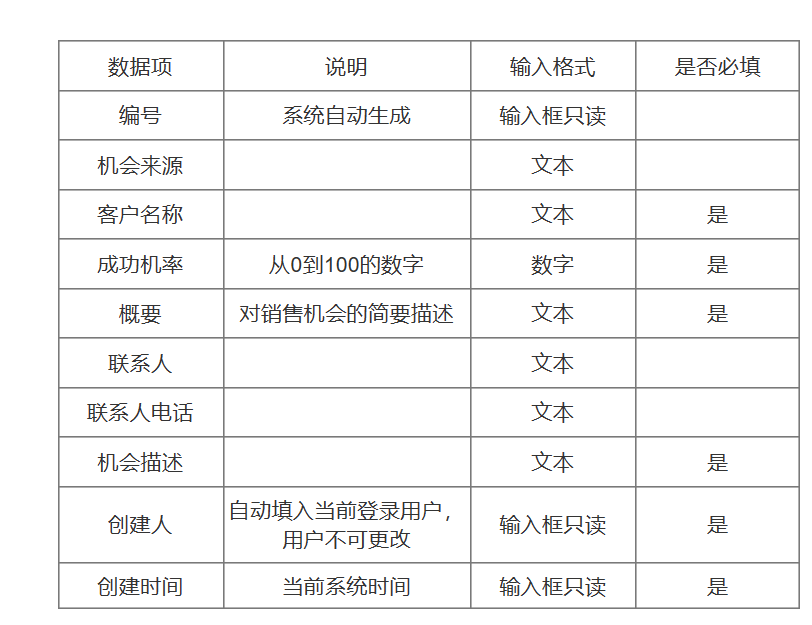 数据项 说明 输入格式 是否必填
编号 系统自动生成 输入框只读
机会来源 文本
客户名称 文本 是
成功机率 从0到100的数字 数字 是
概要 对销售机会的简要描述 文本 是
联系人 文本
联系人电话 文本
机会描述 文本 是
创建人 自动填入当前登录用户，
用户不可更改 输入框只读 是
创建时间 当前系统时间 输入框只读 是